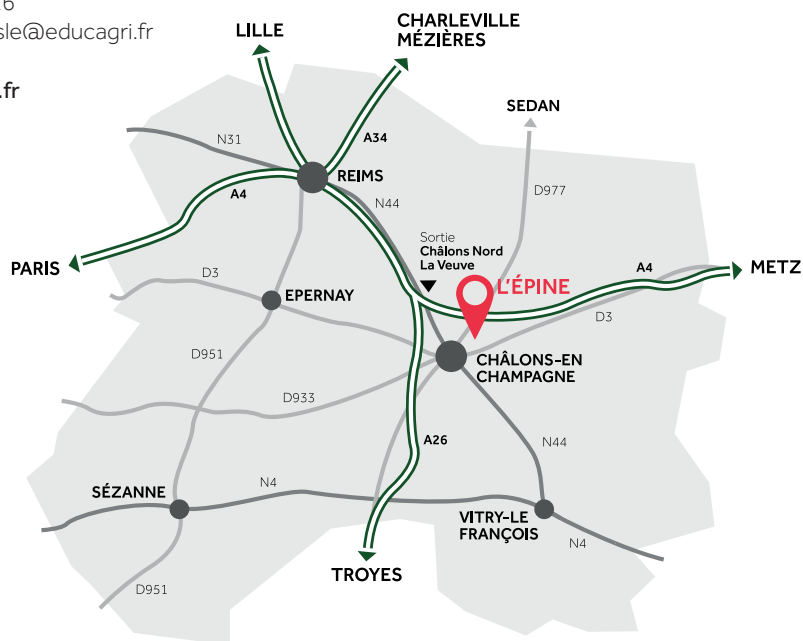 26
sle@educagri.fr
.fr
LILLE
CHARLEVILLE
MÉZIÈRES
SEDAN
N31
A34
REIMS
D977
A4
N44
Sortie
Châlons Nord
La Veuve
PARIS
METZ
A4
D3
L'ÉPINE
EPERNAY
D3
D951
CHÂLONS-EN
CHAMPAGNE
D933
A26
N44
SÉZANNE
N4
VITRY-LE
FRANÇOIS
N4
TROYES
D951